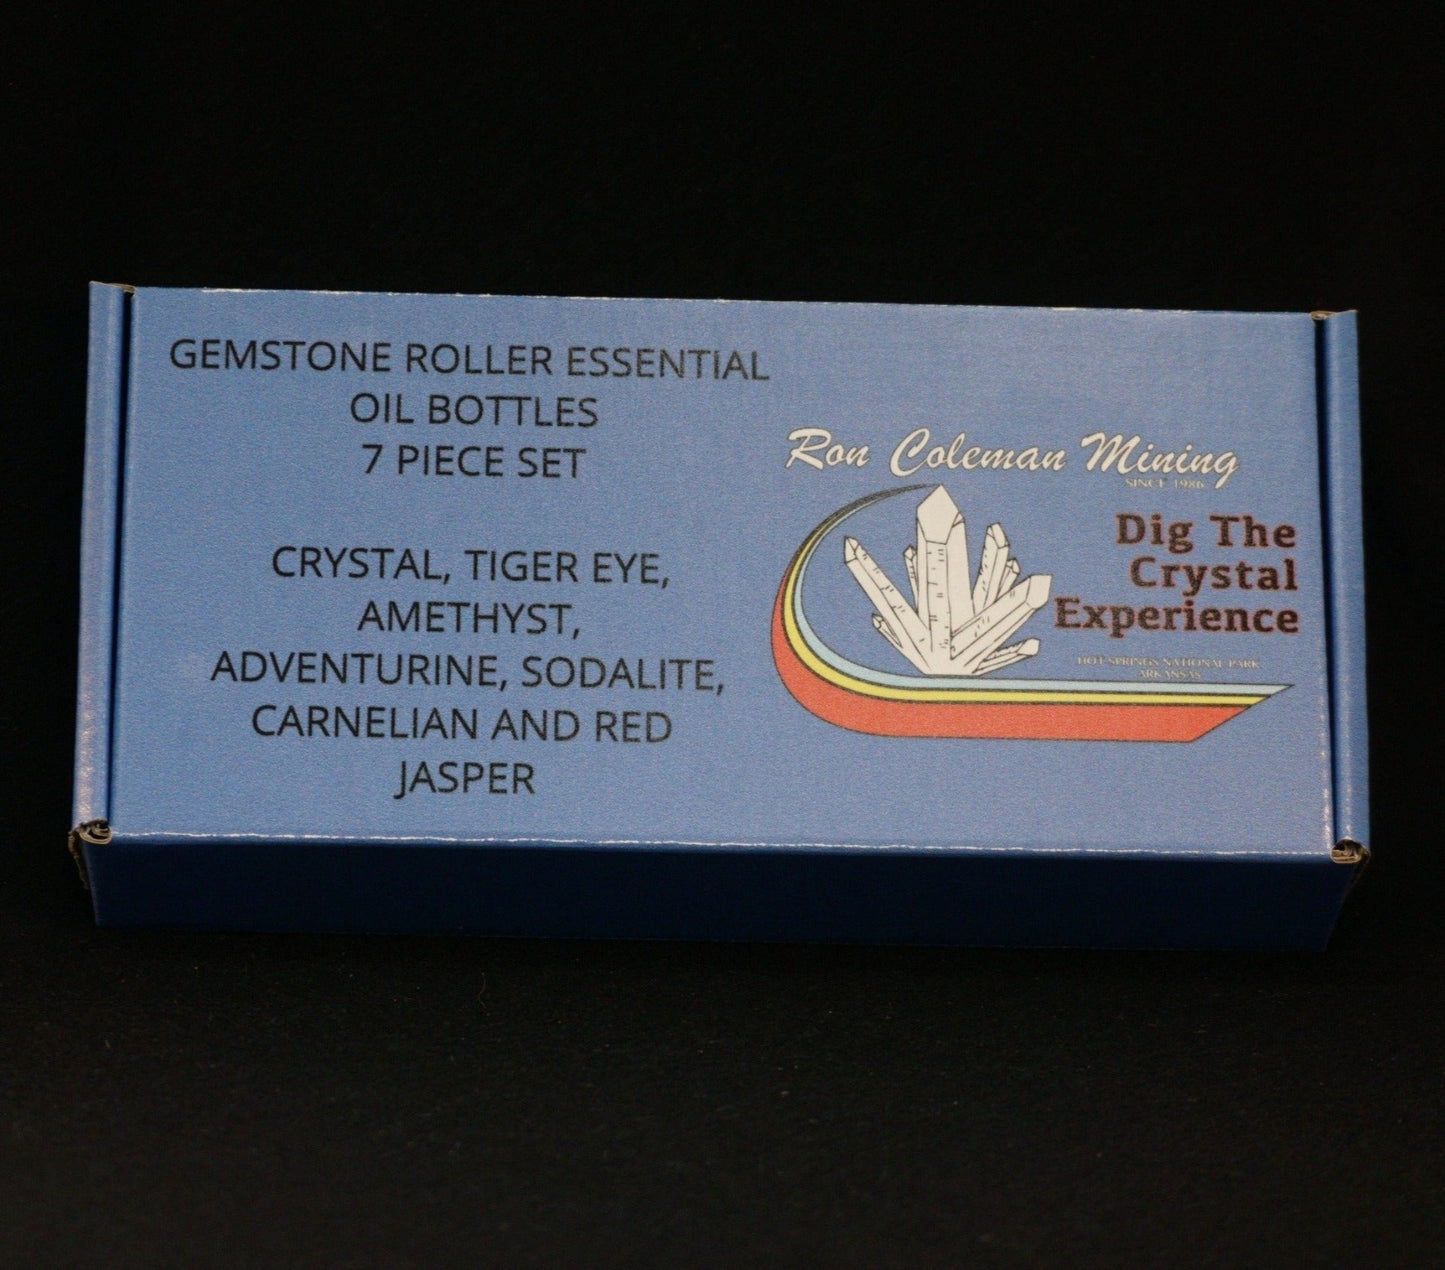 GEMSTONE ROLLER ESSENTIAL
OIL BOTTLES
7 PIECE SET
CRYSTAL, TIGER EYE,
AMETHYST,
ADVENTURINE, SODALITE,
CARNELIAN AND RED
JASPER
Ron Coleman Mining
SINCE 1986
Dig The
Crystal
Experience
HOT SPRINGS NATIONAL PARK
ARKANSAS